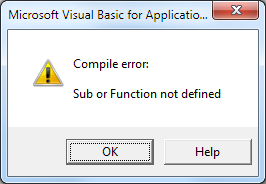 Microsoft Visual Basic for Applicatio...
Compile error:
Sub or Function not defined
OK
Help